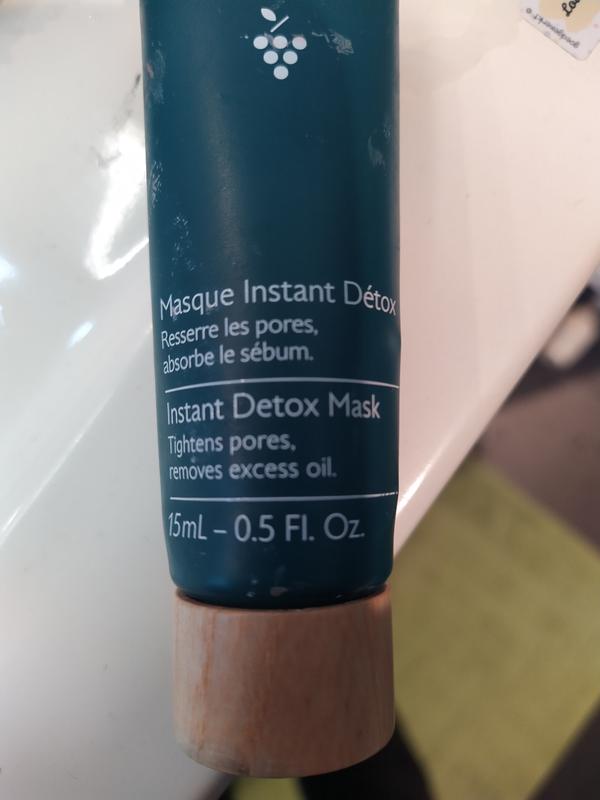 Masque Instant Détox
Resserre les pores,
absorbe le sébum.
Instant Detox Mask
Tightens pores,
removes excess oil.
15mL – 0.5 Fl. Oz.